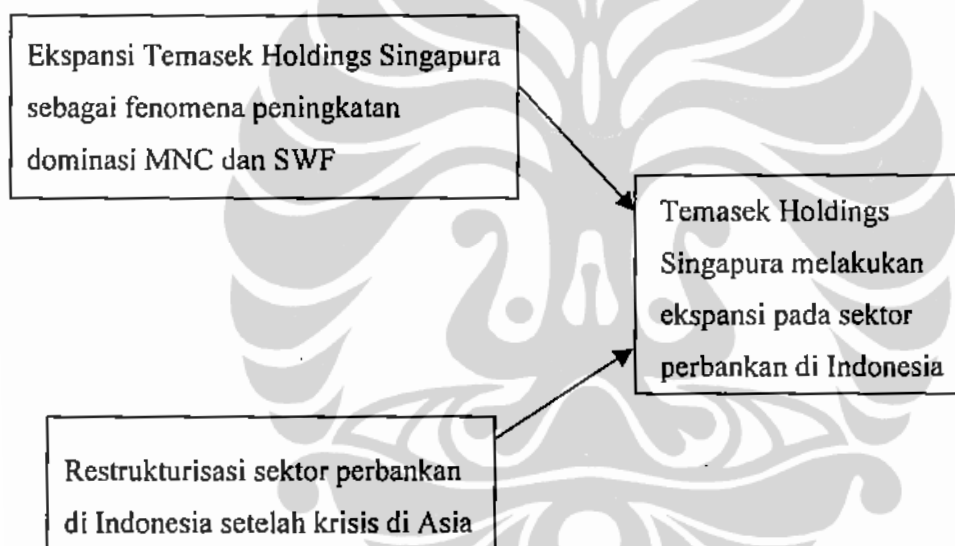 Ekspansi Temasek Holdings Singapura
sebagai fenomena peningkatan
dominasi MNC dan SWF
Temasek Holdings
Singapura melakukan
ekspansi pada sektor
perbankan di Indonesia
Restrukturisasi sektor perbankan
di Indonesia setelah krisis di Asia